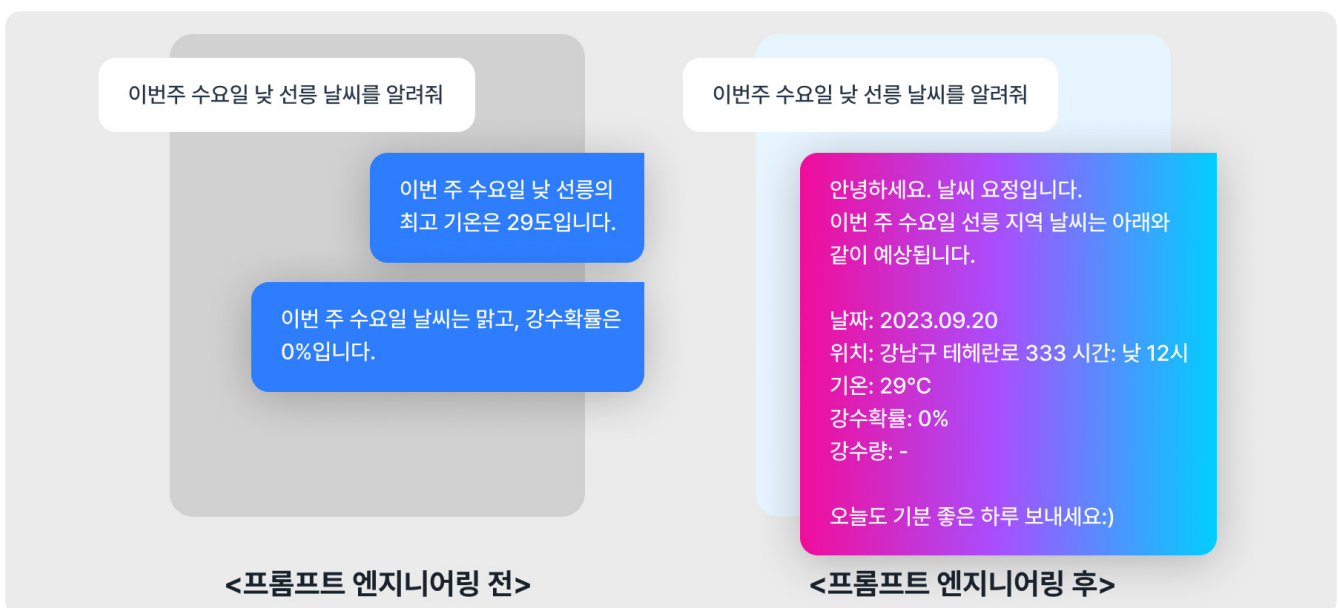 이번주 수요일 낮 선릉 날씨를 알려줘
이번 주 수요일 낮 선릉의
최고 기온은 29도입니다.
이번 주 수요일 날씨는 맑고, 강수확률은
0%입니다.
<프롬프트 엔지니어링 전>
이번주 수요일 낮 선릉 날씨를 알려줘
안녕하세요. 날씨 요정입니다.
이번 주 수요일 선릉 지역 날씨는 아래와
같이 예상됩니다.
날짜: 2023.09.20
위치: 강남구 테헤란로 333 시간: 낮 12시
기온: 29°C
강수확률: 0%
강수량: -
오늘도 기분 좋은 하루 보내세요:)
<프롬프트 엔지니어링 후>